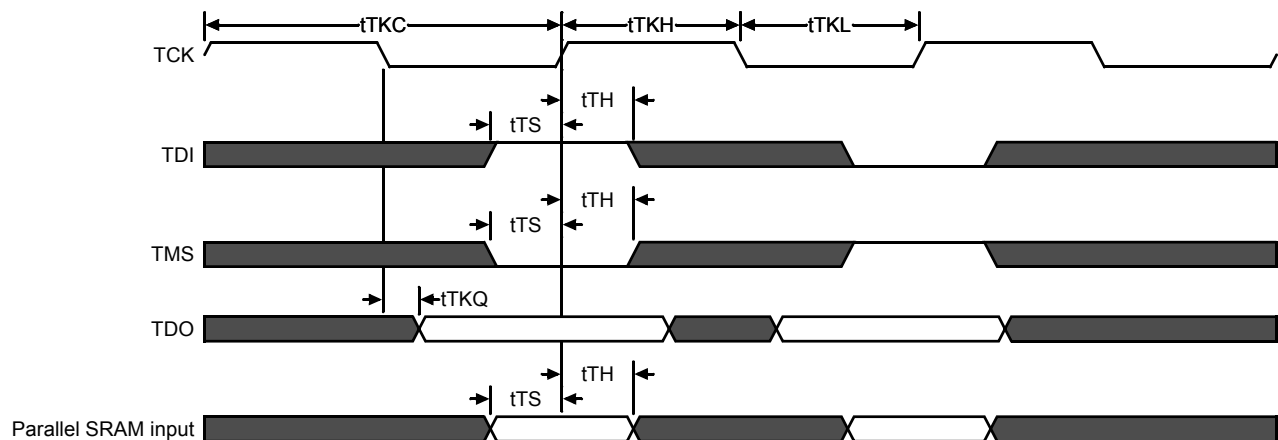 tTKC
tTKH
tTKL
TCK
tTH
tTS
TDI
tTH
tTS
TMS
tTKQ
TDO
tTH
tTS
Parallel SRAM input